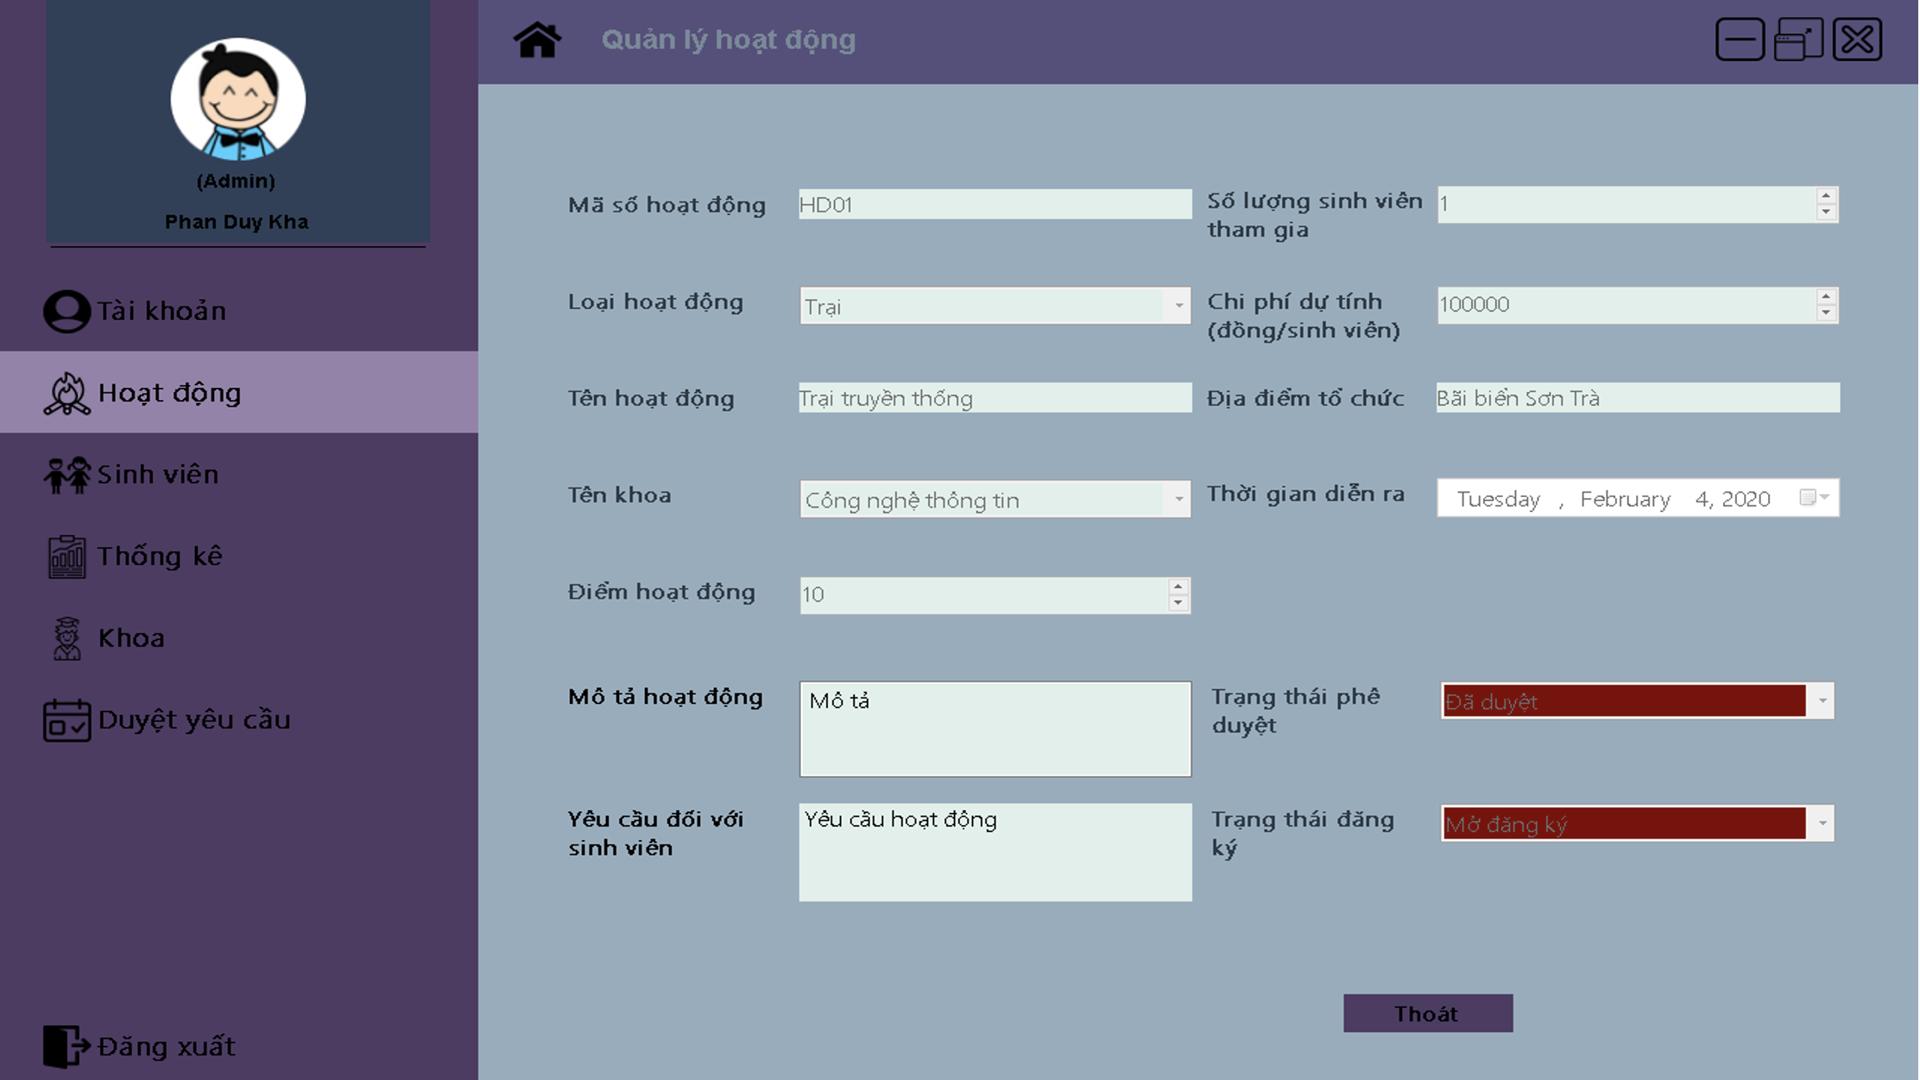 (Admin)
Phan Duy Kha
Tài khoản
Hoạt động
Sinh viên
Thống kê
Khoa
Duyệt yêu cầu
Đăng xuất
Quản lý hoạt động
Mã số hoạt động
HD01
Số lượng sinh viên
tham gia
1
Loại hoạt động
Trại
Chi phí dự tính
(đồng/sinh viên)
100000
Tên hoạt động
Trại truyền thống
Địa điểm tổ chức
Bãi biển Sơn Trà
Tên khoa
Công nghệ thông tin
Thời gian diễn ra
Tuesday , February 4, 2020
Điểm hoạt động
10
Mô tả hoạt động
Mô tả
Trạng thái phê
duyệt
Đã duyệt
Yêu cầu đối với
sinh viên
Yêu cầu hoạt động
Trạng thái đăng
ký
Mở đăng ký
Thoát